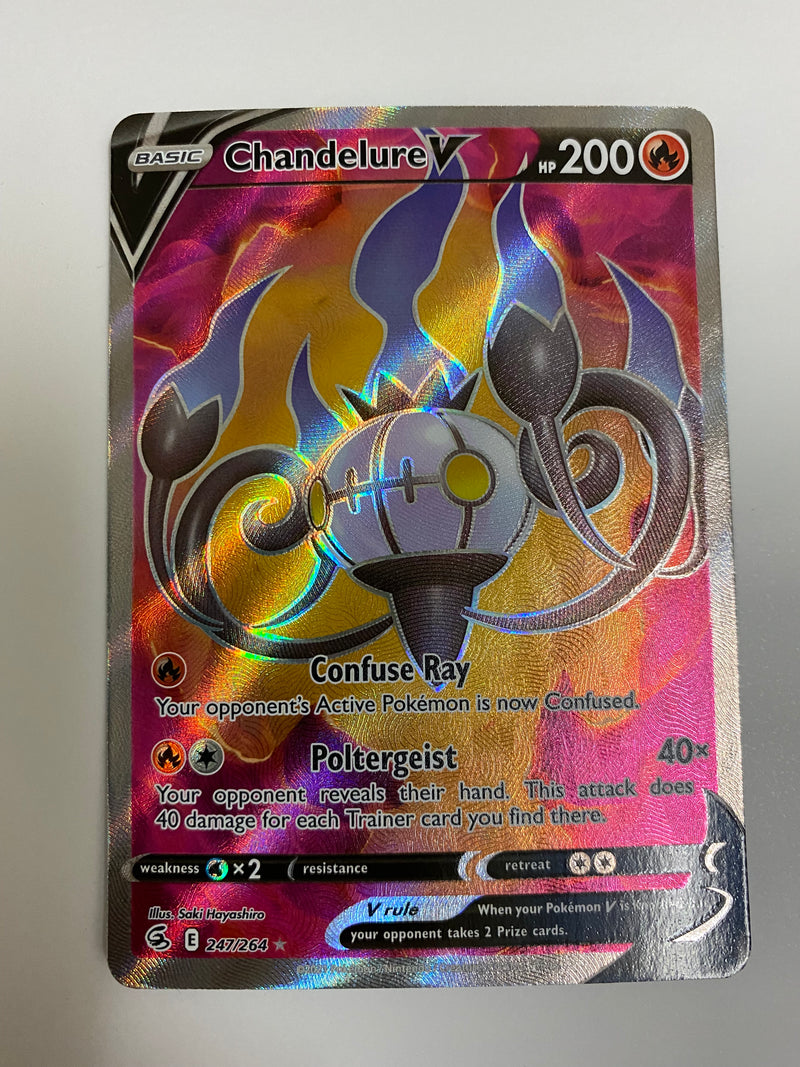 BASIC Chandelure V HP 200
Confuse Ray
Your opponent's Active Pokémon is now Confused.
Poltergeist 40×
Your opponent reveals their hand. This attack does
40 damage for each Trainer card you find there.
weakness ×2 resistance retreat
Illus. Saki Hayashiro
V rule When your Pokémon V is
your opponent takes 2 Prize cards.
E 247/264